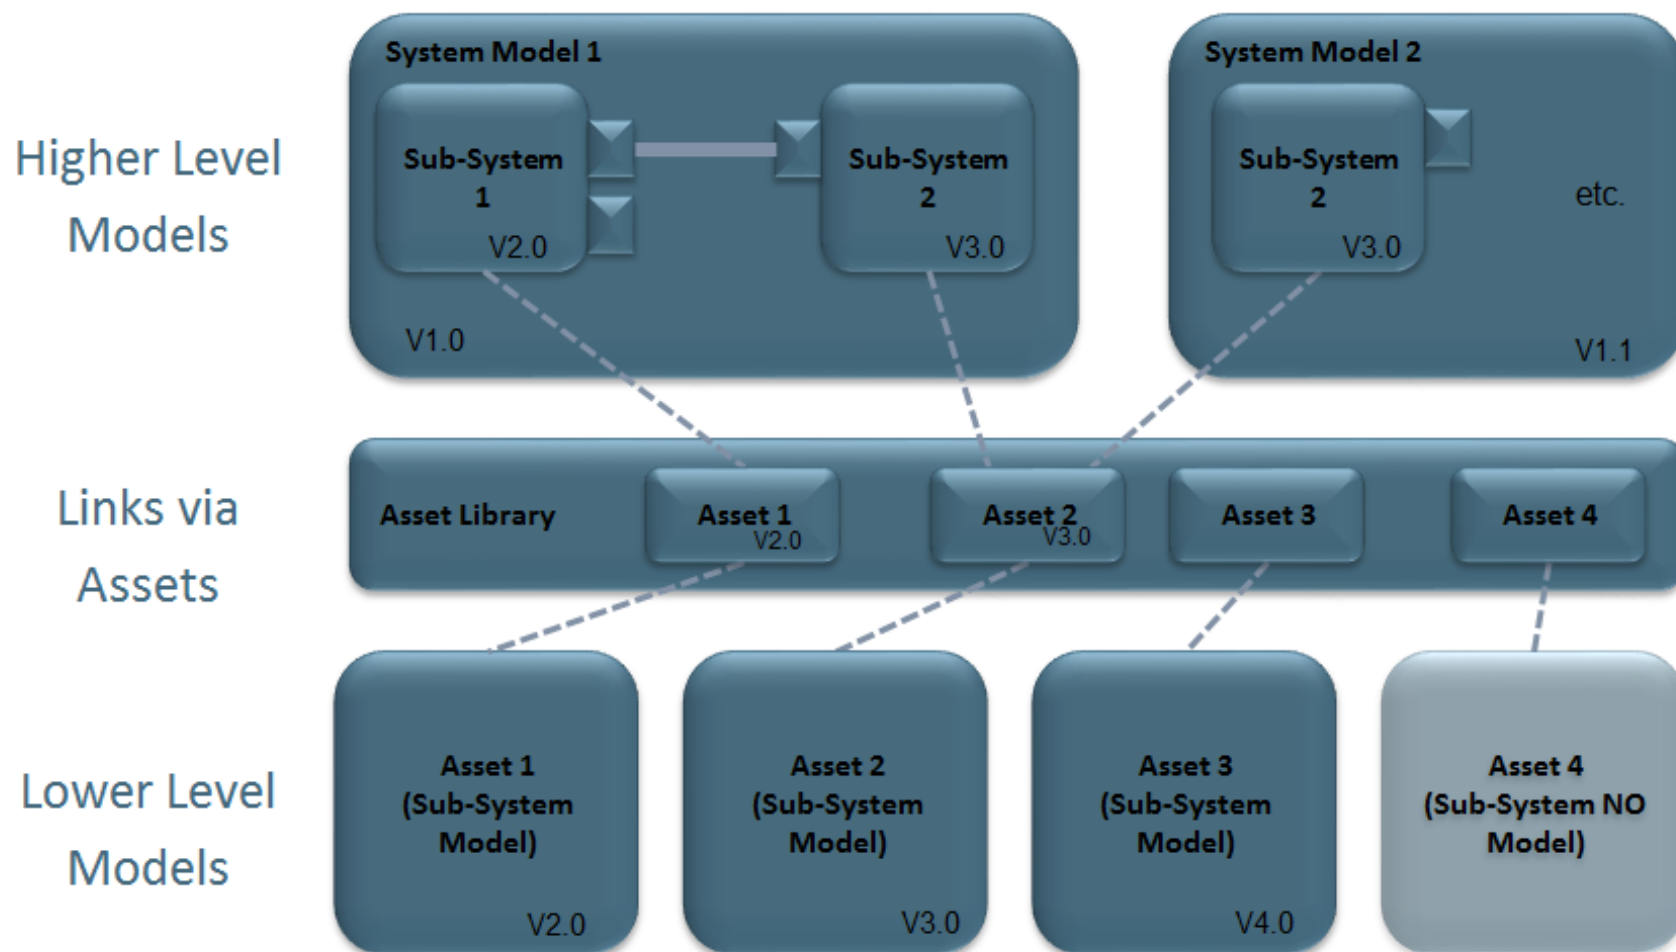 Higher Level
Models
System Model 1
Sub-System
1
V2.0
Sub-System
2
V3.0
V1.0
System Model 2
Sub-System
2
V3.0
etc.
V1.1
Links via
Assets
Asset Library
Asset 1
V2.0
Asset 2
V3.0
Asset 3
Asset 4
Lower Level
Models
Asset 1
(Sub-System
Model)
V2.0
Asset 2
(Sub-System
Model)
V3.0
Asset 3
(Sub-System
Model)
V4.0
Asset 4
(Sub-System NO
Model)